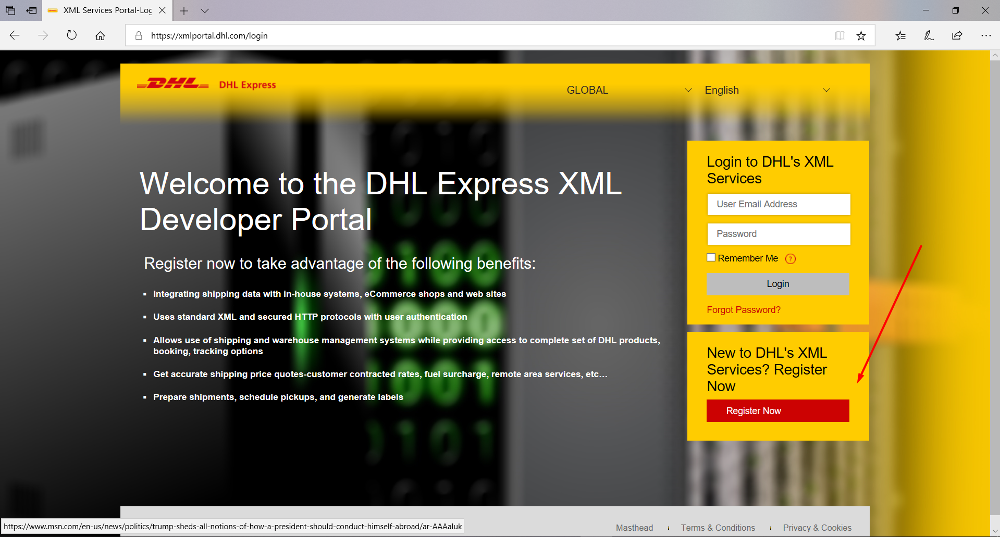 XML Services Portal-Log
https://xmlportal.dhl.com/login
DHL DHL Express
GLOBAL
English
Welcome to the DHL Express XML
Developer Portal
Register now to take advantage of the following benefits:
▪ Integrating shipping data with in-house systems, eCommerce shops and web sites
▪ Uses standard XML and secured HTTP protocols with user authentication
▪ Allows use of shipping and warehouse management systems while providing access to complete set of DHL products,
booking, tracking options
▪ Get accurate shipping price quotes-customer contracted rates, fuel surcharge, remote area services, etc…
▪ Prepare shipments, schedule pickups, and generate labels
Login to DHL's XML
Services
User Email Address
Password
Remember Me ?
Login
Forgot Password?
New to DHL's XML
Services? Register
Now
Register Now
https://www.msn.com/en-us/news/politics/trump-sheds-all-notions-of-how-a-president-should-conduct-himself-abroad/ar-AAAaluk
Masthead
Terms & Conditions
Privacy & Cookies